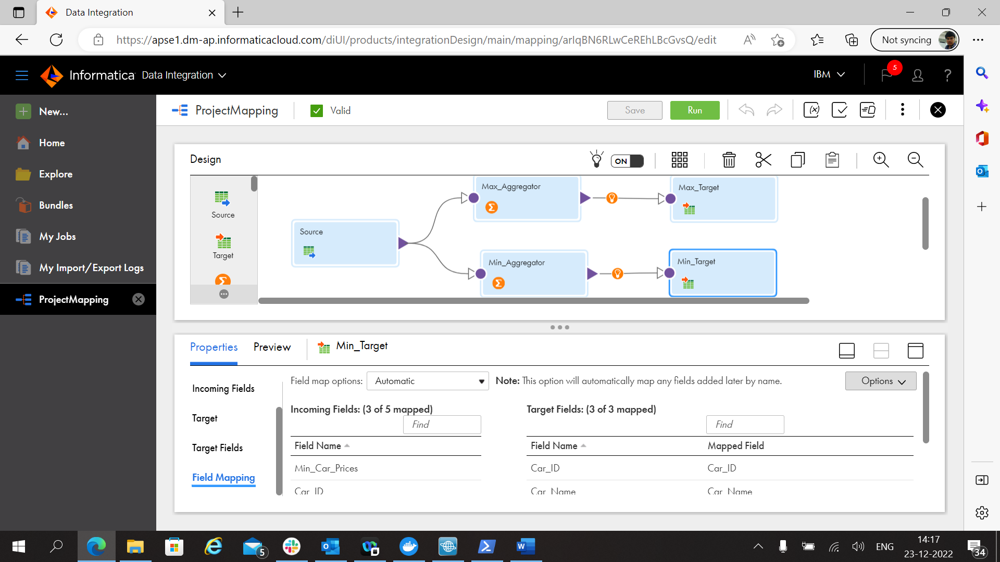 Data Integration
https://apse1.dm-ap.informaticacloud.com/diUI/products/integrationDesign/main/mapping/arIqBN6RLwCeREhLBcGvsQ/edit
Not syncing
Informatica Data Integration
IBM
5
New...
Home
Explore
Bundles
My Jobs
My Import/Export Logs
ProjectMapping
ProjectMapping
Valid
Save
Run
Design
ON
Source
Target
Source
Max_Aggregator
Max_Target
Min_Aggregator
Min_Target
Properties
Preview
Min_Target
Incoming Fields
Target
Target Fields
Field Mapping
Field map options:
Automatic
Note: This option will automatically map any fields added later by name.
Options
Incoming Fields: (3 of 5 mapped)
Find
Field Name
Min_Car_Prices
Car_ID
Target Fields: (3 of 3 mapped)
Find
Field Name Mapped Field
Car_ID Car_ID
Car_Name Car_Name
5
ENG
14:17
23-12-2022
34